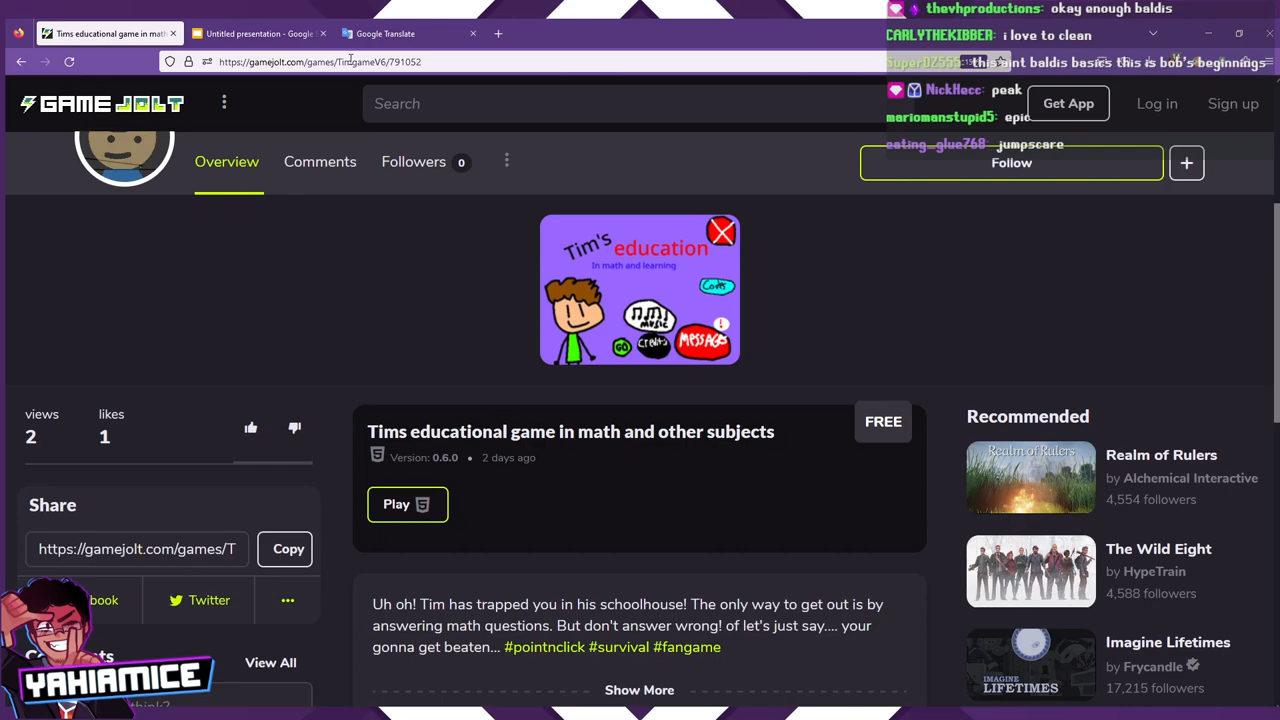 thevhproductions: okay enough baldis
Tims educational game in math
Untitled presentation - Google
Google Translate
CARLYTHEKIBBER: i love to clean
https://gamejolt.com/games/TimgameV6/791052
SuperDZ555: this aint baldis basics this as bob's beginnings
GAME JOLT
Search
NickHecc: peak
Get App
Log in
Sign up
mariomanstupid5: epic
eating_glue768: jumpscare
Overview
Comments
Followers 0
Follow
Tim's education
In math and learning
MUSIC
GO
Credits
MESSAGES
!
views
2
likes
1
Tims educational game in math and other subjects
FREE
Version: 0.6.0 • 2 days ago
Play
Share
https://gamejolt.com/games/T
Copy
book
Twitter
View All
think?
YAHIAMICE
Uh oh! Tim has trapped you in his schoolhouse! The only way to get out is by
answering math questions. But don't answer wrong! of let's just say.... your
gonna get beaten... #pointnclick #survival #fangame
Show More
Recommended
Realm of Rulers
Realm of Rulers
by Alchemical Interactive
4,554 followers
The Wild Eight
by HypeTrain
4,588 followers
IMAGINE
LIFETIMES
Imagine Lifetimes
by Frycandle
17,215 followers